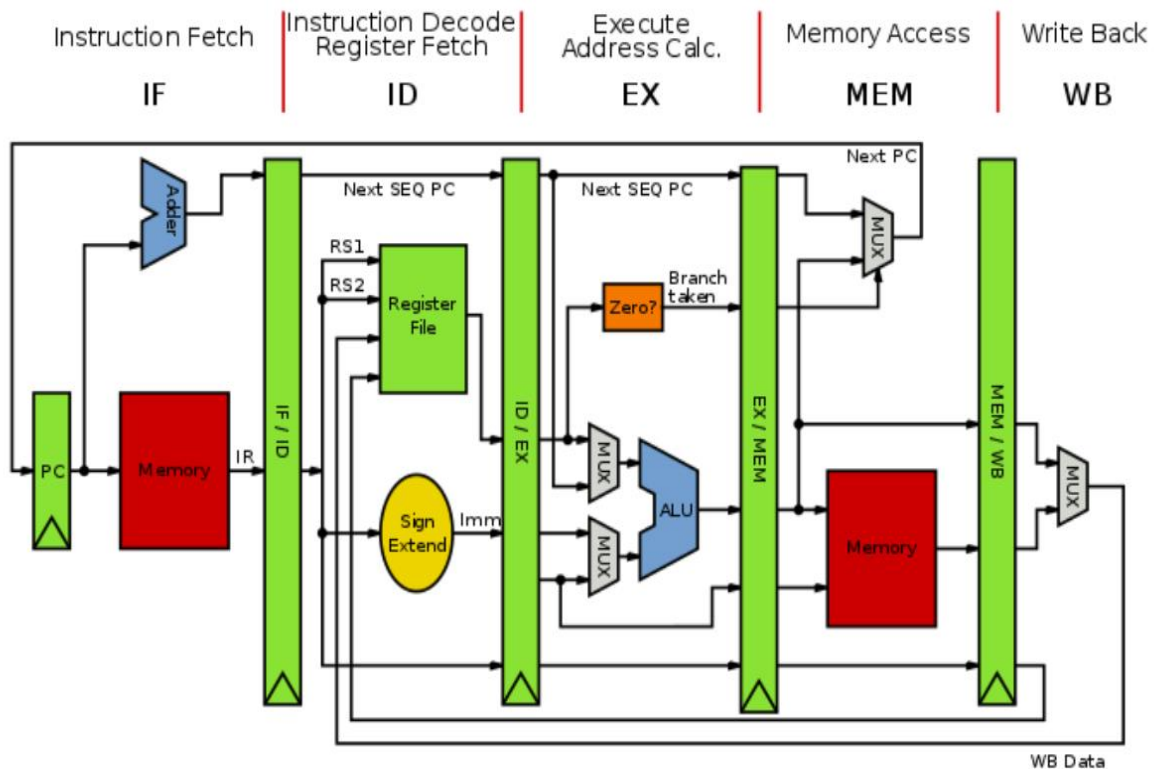 Instruction Fetch
Instruction Decode
Register Fetch
Execute
Address Calc.
Memory Access
Write Back
IF
ID
EX
MEM
WB
Next PC
Adder
Next SEQ PC
Next SEQ PC
MUX
RS1
RS2
Register
File
Branch
taken
Zero?
IF / ID
ID / EX
EX / MEM
MEM / WB
MUX
MUX
PC
Memory
IR
ALU
Sign
Extend
Imm
MUX
Memory
WB Data